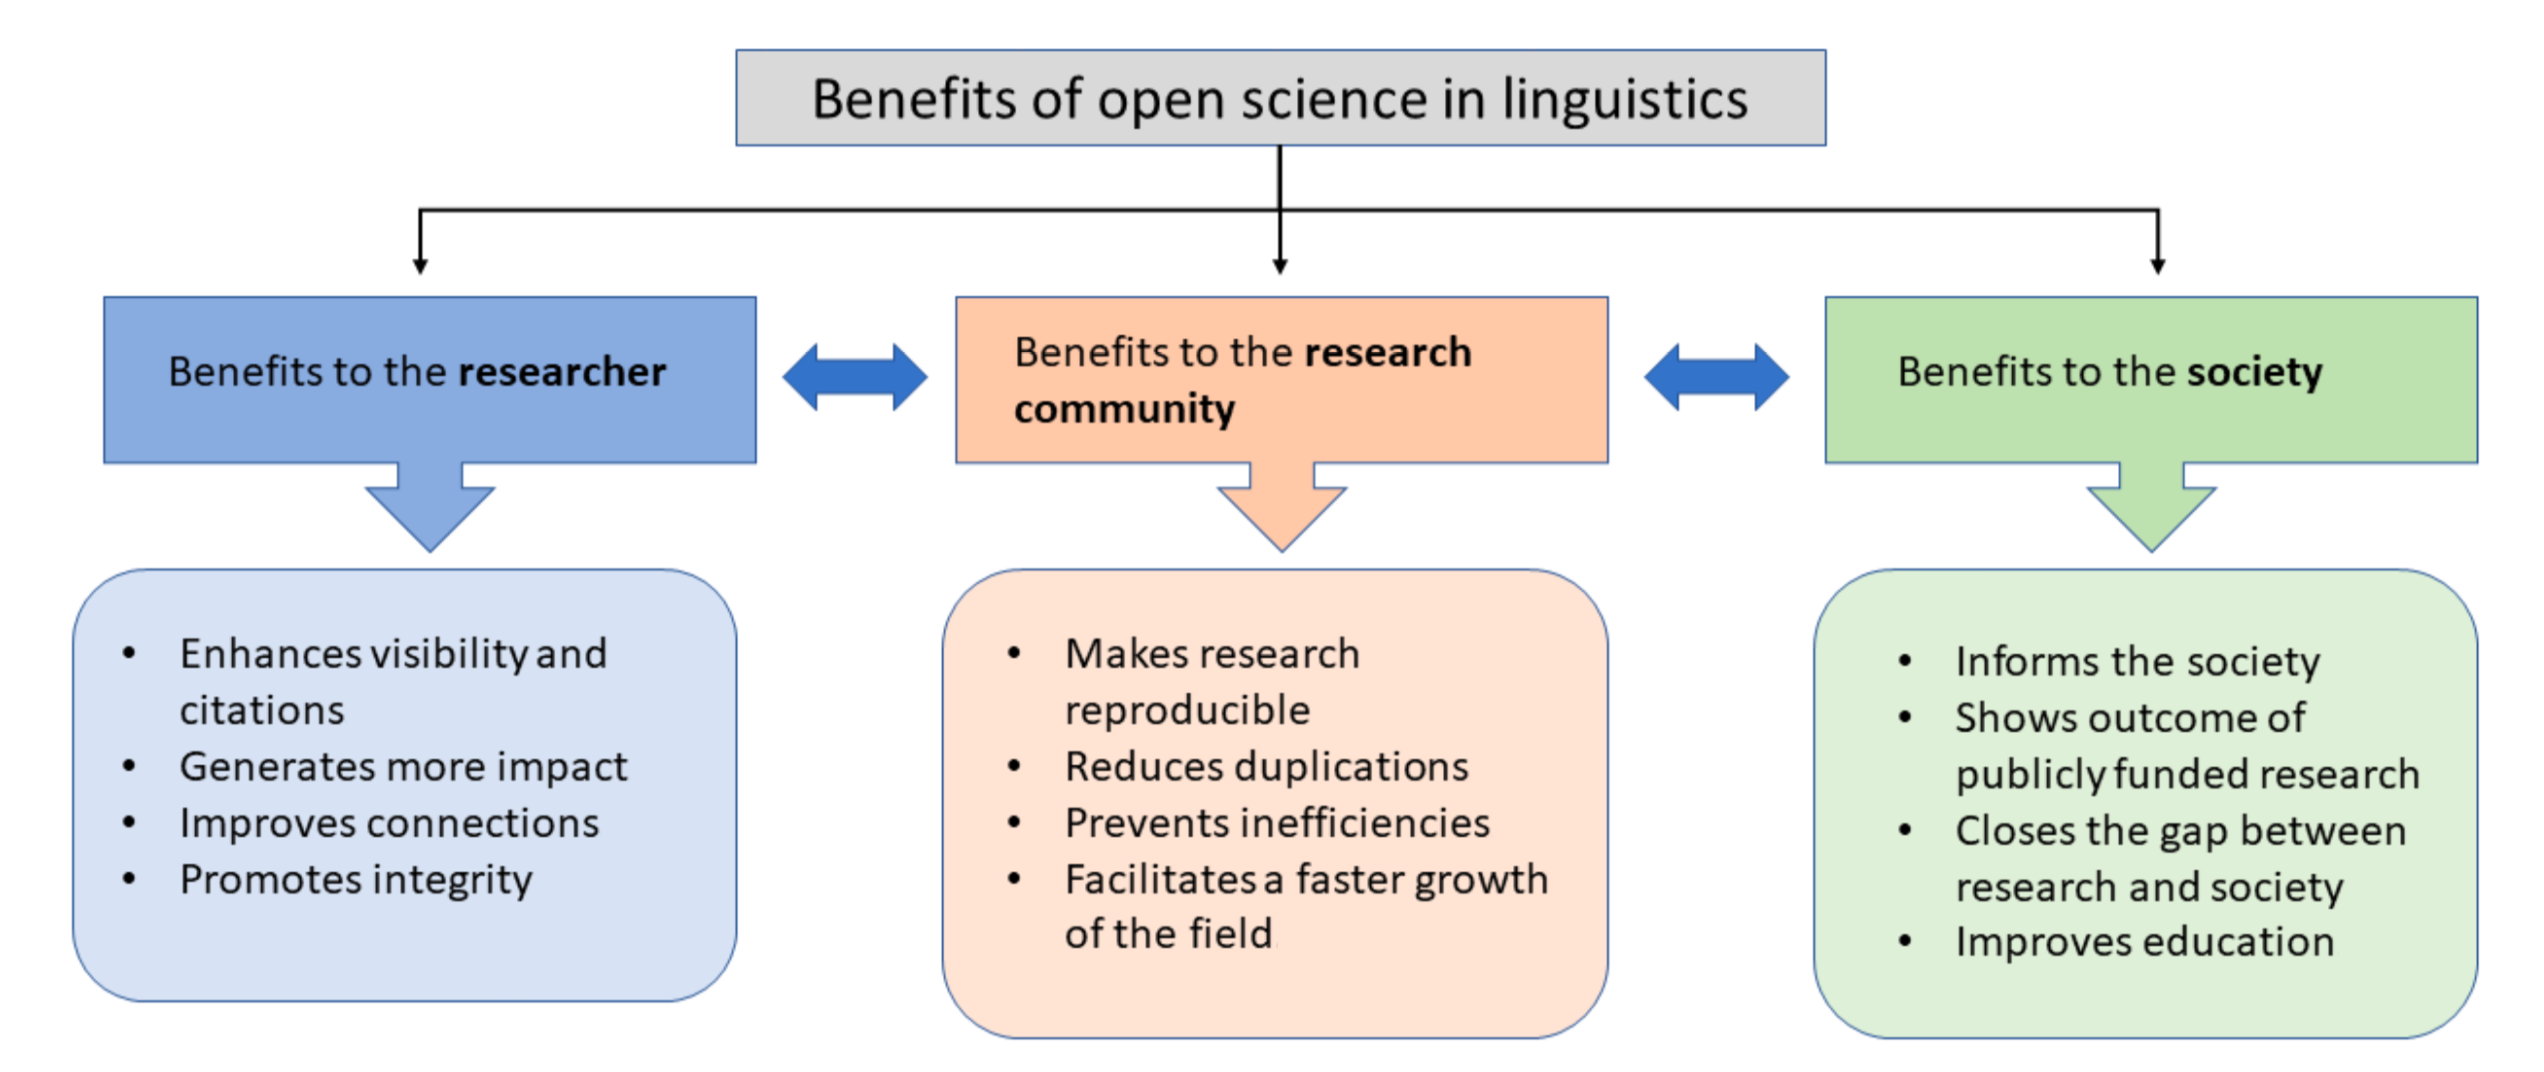 Benefits of open science in linguistics
Benefits to the researcher
Benefits to the research
community
Benefits to the society
• Enhances visibility and
citations
• Generates more impact
• Improves connections
• Promotes integrity
• Makes research
reproducible
• Reduces duplications
• Prevents inefficiencies
• Facilitates a faster growth
of the field
• Informs the society
• Shows outcome of
publicly funded research
• Closes the gap between
research and society
• Improves education